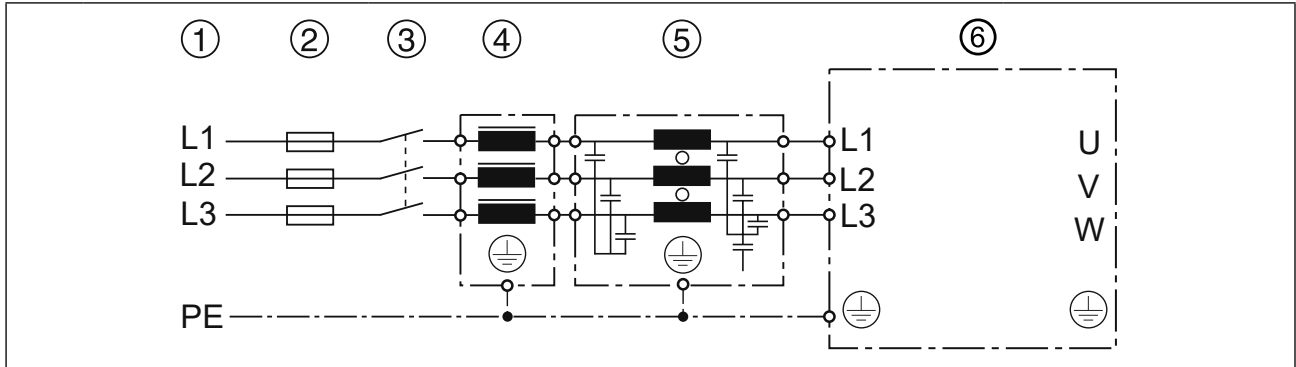 ① ② ③ ④ ⑤ ⑥
L1 L1 U
L2 L2 V
L3 L3 W
PE